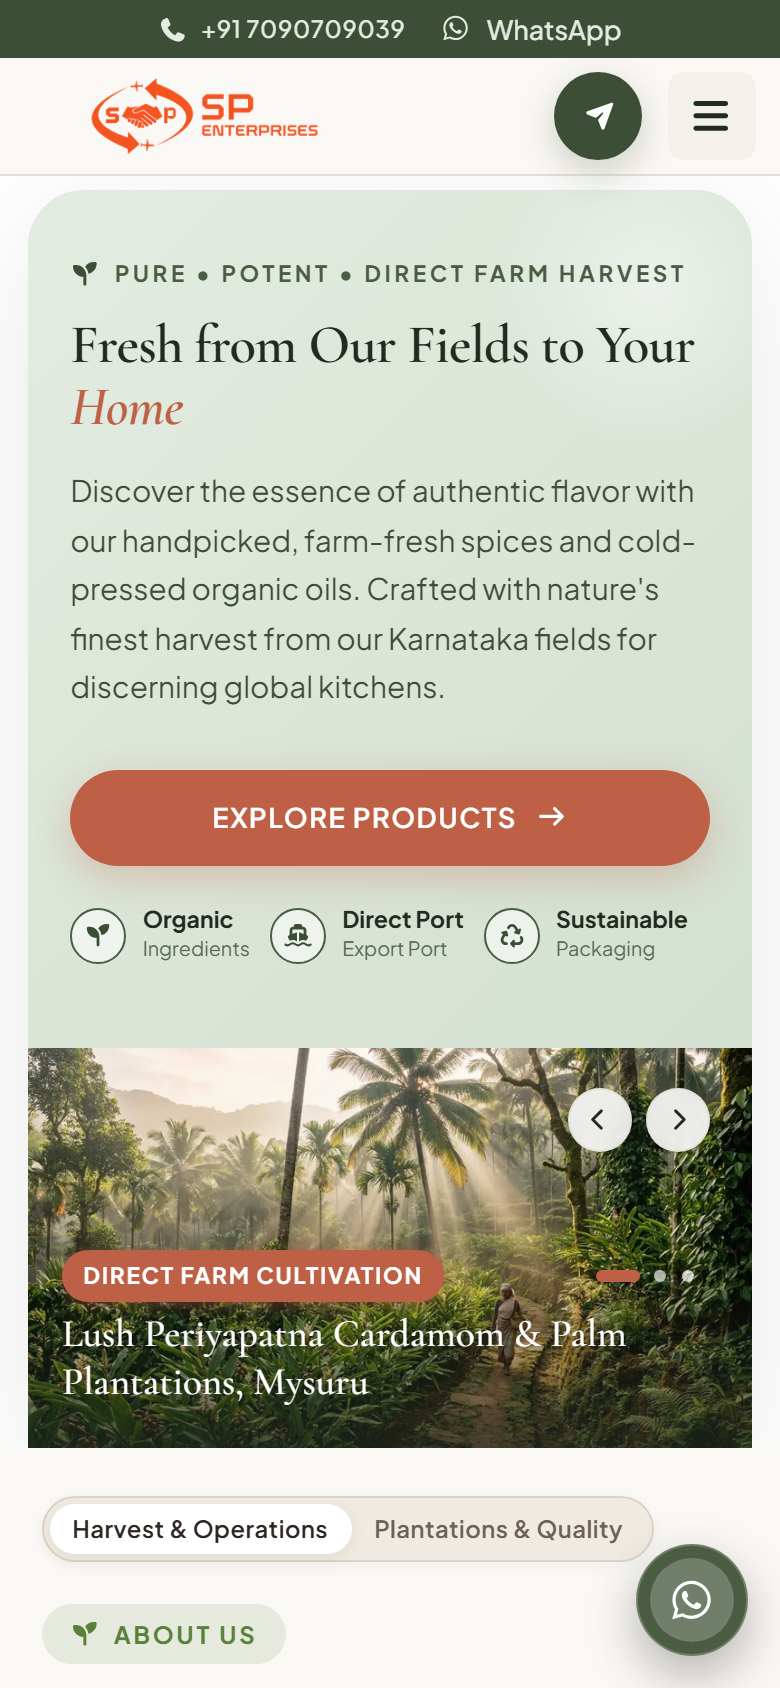 +91 7090709039 WhatsApp
SOP SP
ENTERPRISES
PURE • POTENT • DIRECT FARM HARVEST
Fresh from Our Fields to Your
Home
Discover the essence of authentic flavor with
our handpicked, farm-fresh spices and cold-
pressed organic oils. Crafted with nature's
finest harvest from our Karnataka fields for
discerning global kitchens.
EXPLORE PRODUCTS →
Organic
Ingredients
Direct Port
Export Port
Sustainable
Packaging
DIRECT FARM CULTIVATION
Lush Periyapatna Cardamom & Palm
Plantations, Mysuru
Harvest & Operations
Plantations & Quality
ABOUT US